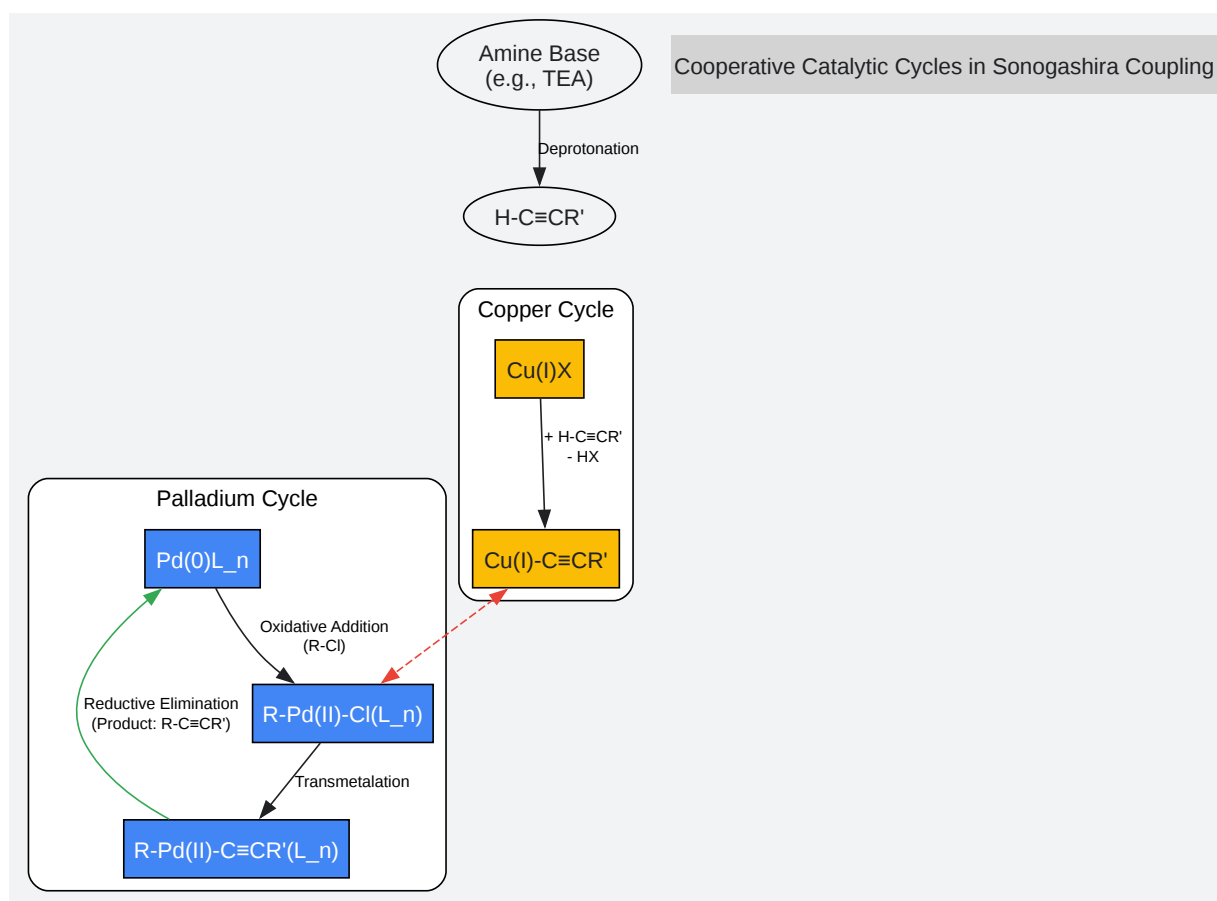 Amine Base
(e.g., TEA)
Cooperative Catalytic Cycles in Sonogashira Coupling
Deprotonation
H-C≡CR'
Copper Cycle
Cu(I)X
+ H-C≡CR'
- HX
Cu(I)-C≡CR'
Palladium Cycle
Pd(0)L_n
Oxidative Addition
(R-Cl)
R-Pd(II)-Cl(L_n)
Reductive Elimination
(Product: R-C≡CR')
Transmetalation
R-Pd(II)-C≡CR'(L_n)